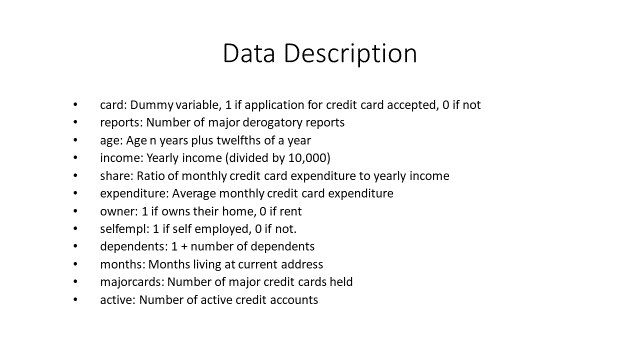 Data Description
• card: Dummy variable, 1 if application for credit card accepted, 0 if not
• reports: Number of major derogatory reports
• age: Age n years plus twelfths of a year
• income: Yearly income (divided by 10,000)
• share: Ratio of monthly credit card expenditure to yearly income
• expenditure: Average monthly credit card expenditure
• owner: 1 if owns their home, 0 if rent
• selfempl: 1 if self employed, 0 if not.
• dependents: 1 + number of dependents
• months: Months living at current address
• majorcards: Number of major credit cards held
• active: Number of active credit accounts